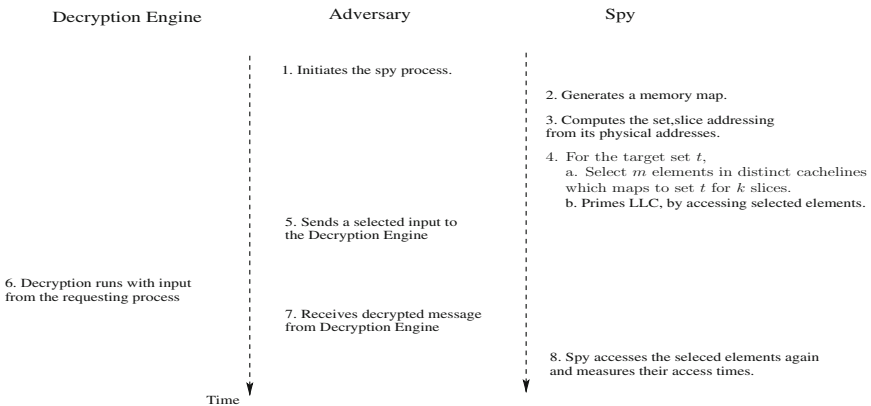 Decryption Engine
Adversary
Spy
1. Initiates the spy process.
2. Generates a memory map.
3. Computes the set,slice addressing
from its physical addresses.
4. For the target set t,
a. Select m elements in distinct cachelines
which maps to set t for k slices.
b. Primes LLC, by accessing selected elements.
5. Sends a selected input to
the Decryption Engine
6. Decryption runs with input
from the requesting process
7. Receives decrypted message
from Decryption Engine
8. Spy accesses the seleced elements again
and measures their access times.
Time